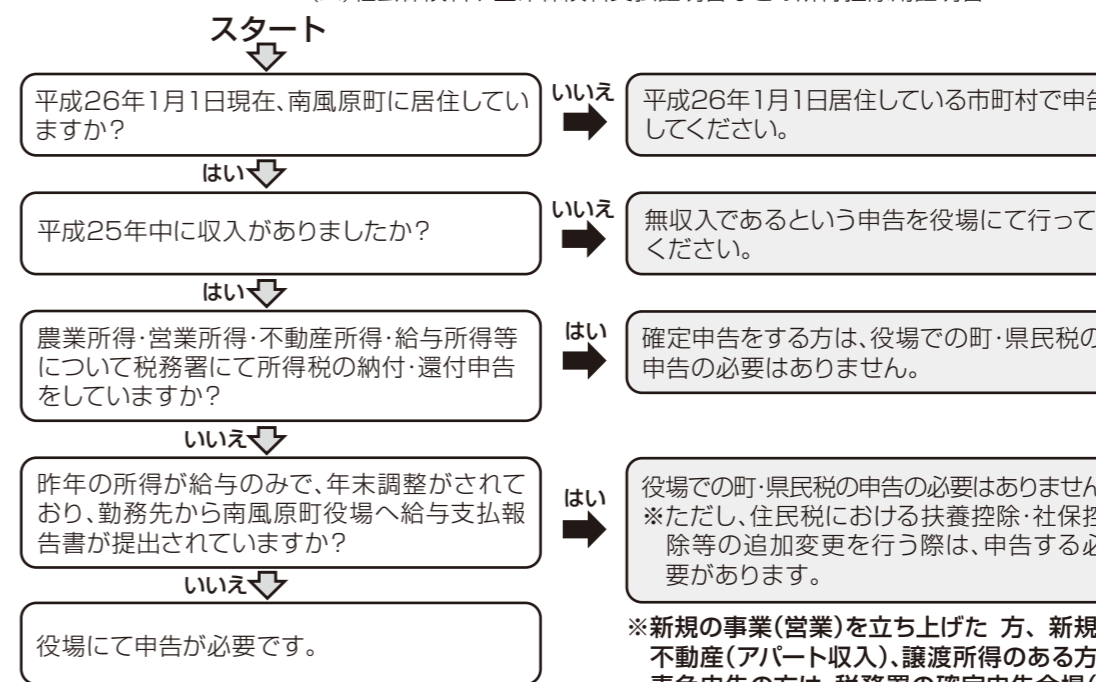 スタート
平成26年1月1日現在、南風原町に居住してい
ますか?
いいえ
平成26年1月1日居住している市町村で申告
してください。
はい
平成25年中に収入がありましたか?
いいえ
無収入であるという申告を役場にて行って
ください。
はい
農業所得・営業所得・不動産所得・給与所得等
について税務署にて所得税の納付・還付申告
をしていますか?
はい
確定申告をする方は、役場での町・県民税の
申告の必要はありません。
いいえ
昨年の所得が給与のみで、年末調整がされて
おり、勤務先から南風原町役場へ給与支払報
告書が提出されていますか?
はい
役場での町・県民税の申告の必要はありません
※ただし、住民税における扶養控除・社保控
除等の追加変更を行う際は、申告する必
要があります。
いいえ
役場にて申告が必要です。
※新規の事業(営業)を立ち上げた 方、新規
不動産(アパート収入)、譲渡所得のある方